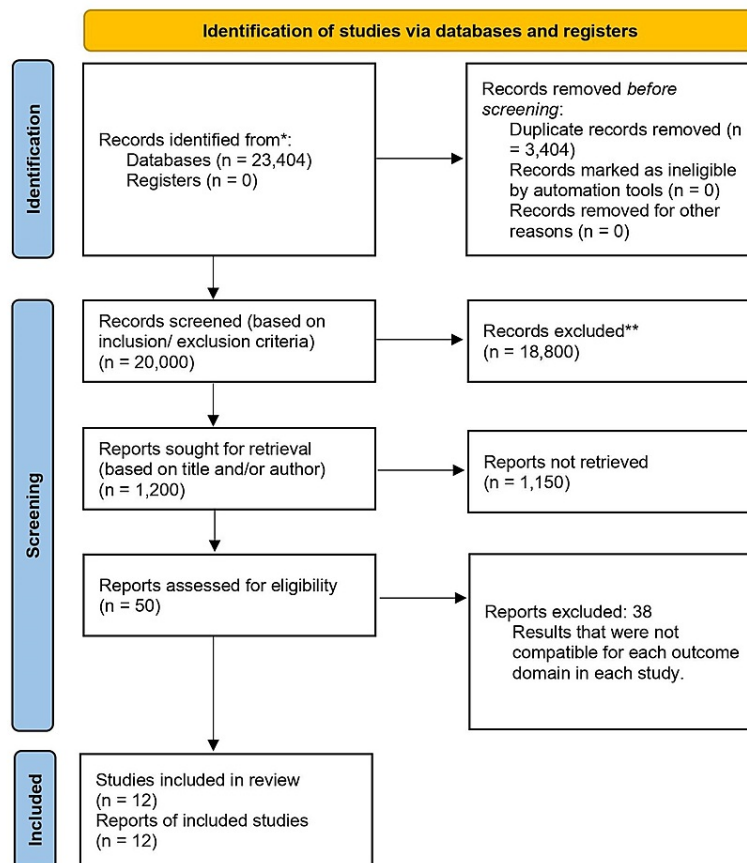 Identification of studies via databases and registers
Identification
Records identified from*:
Databases (n = 23,404)
Registers (n = 0)
Records removed before
screening:
Duplicate records removed (n
= 3,404)
Records marked as ineligible
by automation tools (n = 0)
Records removed for other
reasons (n = 0)
Screening
Records screened (based on
inclusion/ exclusion criteria)
(n = 20,000)
Records excluded**
(n = 18,800)
Reports sought for retrieval
(based on title and/or author)
(n = 1,200)
Reports not retrieved
(n = 1,150)
Reports assessed for eligibility
(n = 50)
Reports excluded: 38
Results that were not
compatible for each outcome
domain in each study.
Included
Studies included in review
(n = 12)
Reports of included studies
(n = 12)